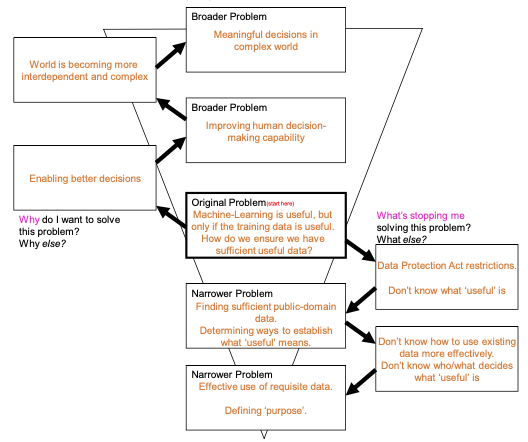 Broader Problem
Meaningful decisions in
complex world
World is becoming more
interdependent and complex
Broader Problem
Improving human decision-
making capability
Enabling better decisions
Original Problem(start here)
Machine-Learning is useful, but
only if the training data is useful.
How do we ensure we have
sufficient useful data?
Why do I want to solve
this problem?
Why else?
What's stopping me
solving this problem?
What else?
Data Protection Act restrictions.
Don't know what 'useful' is
Narrower Problem
Finding sufficient public-domain
data.
Determining ways to establish
what 'useful' means.
Don't know how to use existing
data more effectively.
Don't know who/what decides
what 'useful' is
Narrower Problem
Effective use of requisite data.
Defining 'purpose'.